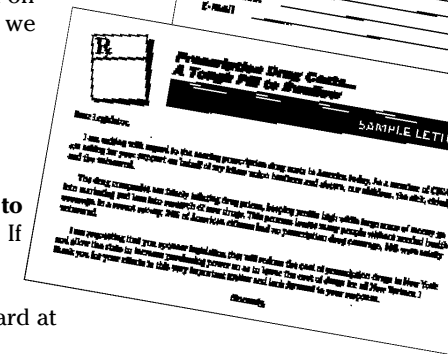 on
we
E-mail
Rx
Prescription Drug Costs...
A Tough Pill to Swallow
SAMPLE LETT
Dear Legislator,
I am writing with regard to the soaring prescription drug costs in America today. As a member of
am asking for your support on behalf of my fellow union brothers and sisters, our children, the sick, elderly
and the uninsured.
The drug companies are falsely inflating drug prices, keeping profits high while large sums of money go
into marketing and less into research of new drugs. This process leaves many people without needed health
coverage. In a recent survey, of American citizens had no prescription drug coverage, were totally
uninsured.
I am requesting that you sponsor legislation that will reduce the cost of prescription drugs in New York
and allow the state to increase purchasing power so as to lower the cost of drugs for all New Yorkers. I
thank you for your efforts in this very important matter and look forward to your response.
Sincerely,
to
If
ard at